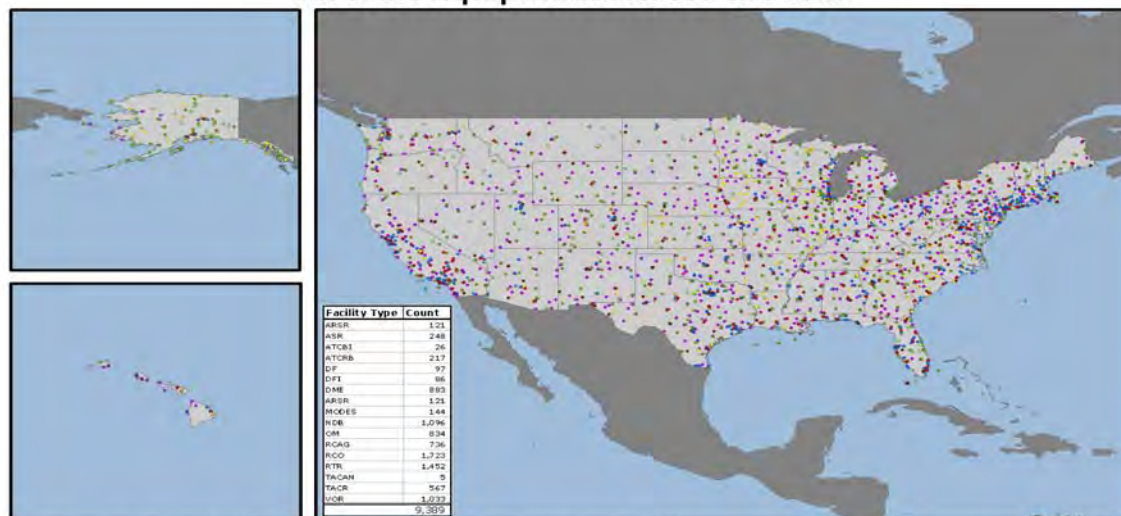 Facility Type Count
ARSR 121
ASR 248
ATCBI 26
ATCRB 217
DF 97
DFI 86
DME 883
ARSR 121
MODES 144
NDB 1,096
OM 834
RCAG 736
RCO 1,723
RTR 1,452
TACAN 5
TACR 567
VOR 1,033
9,389